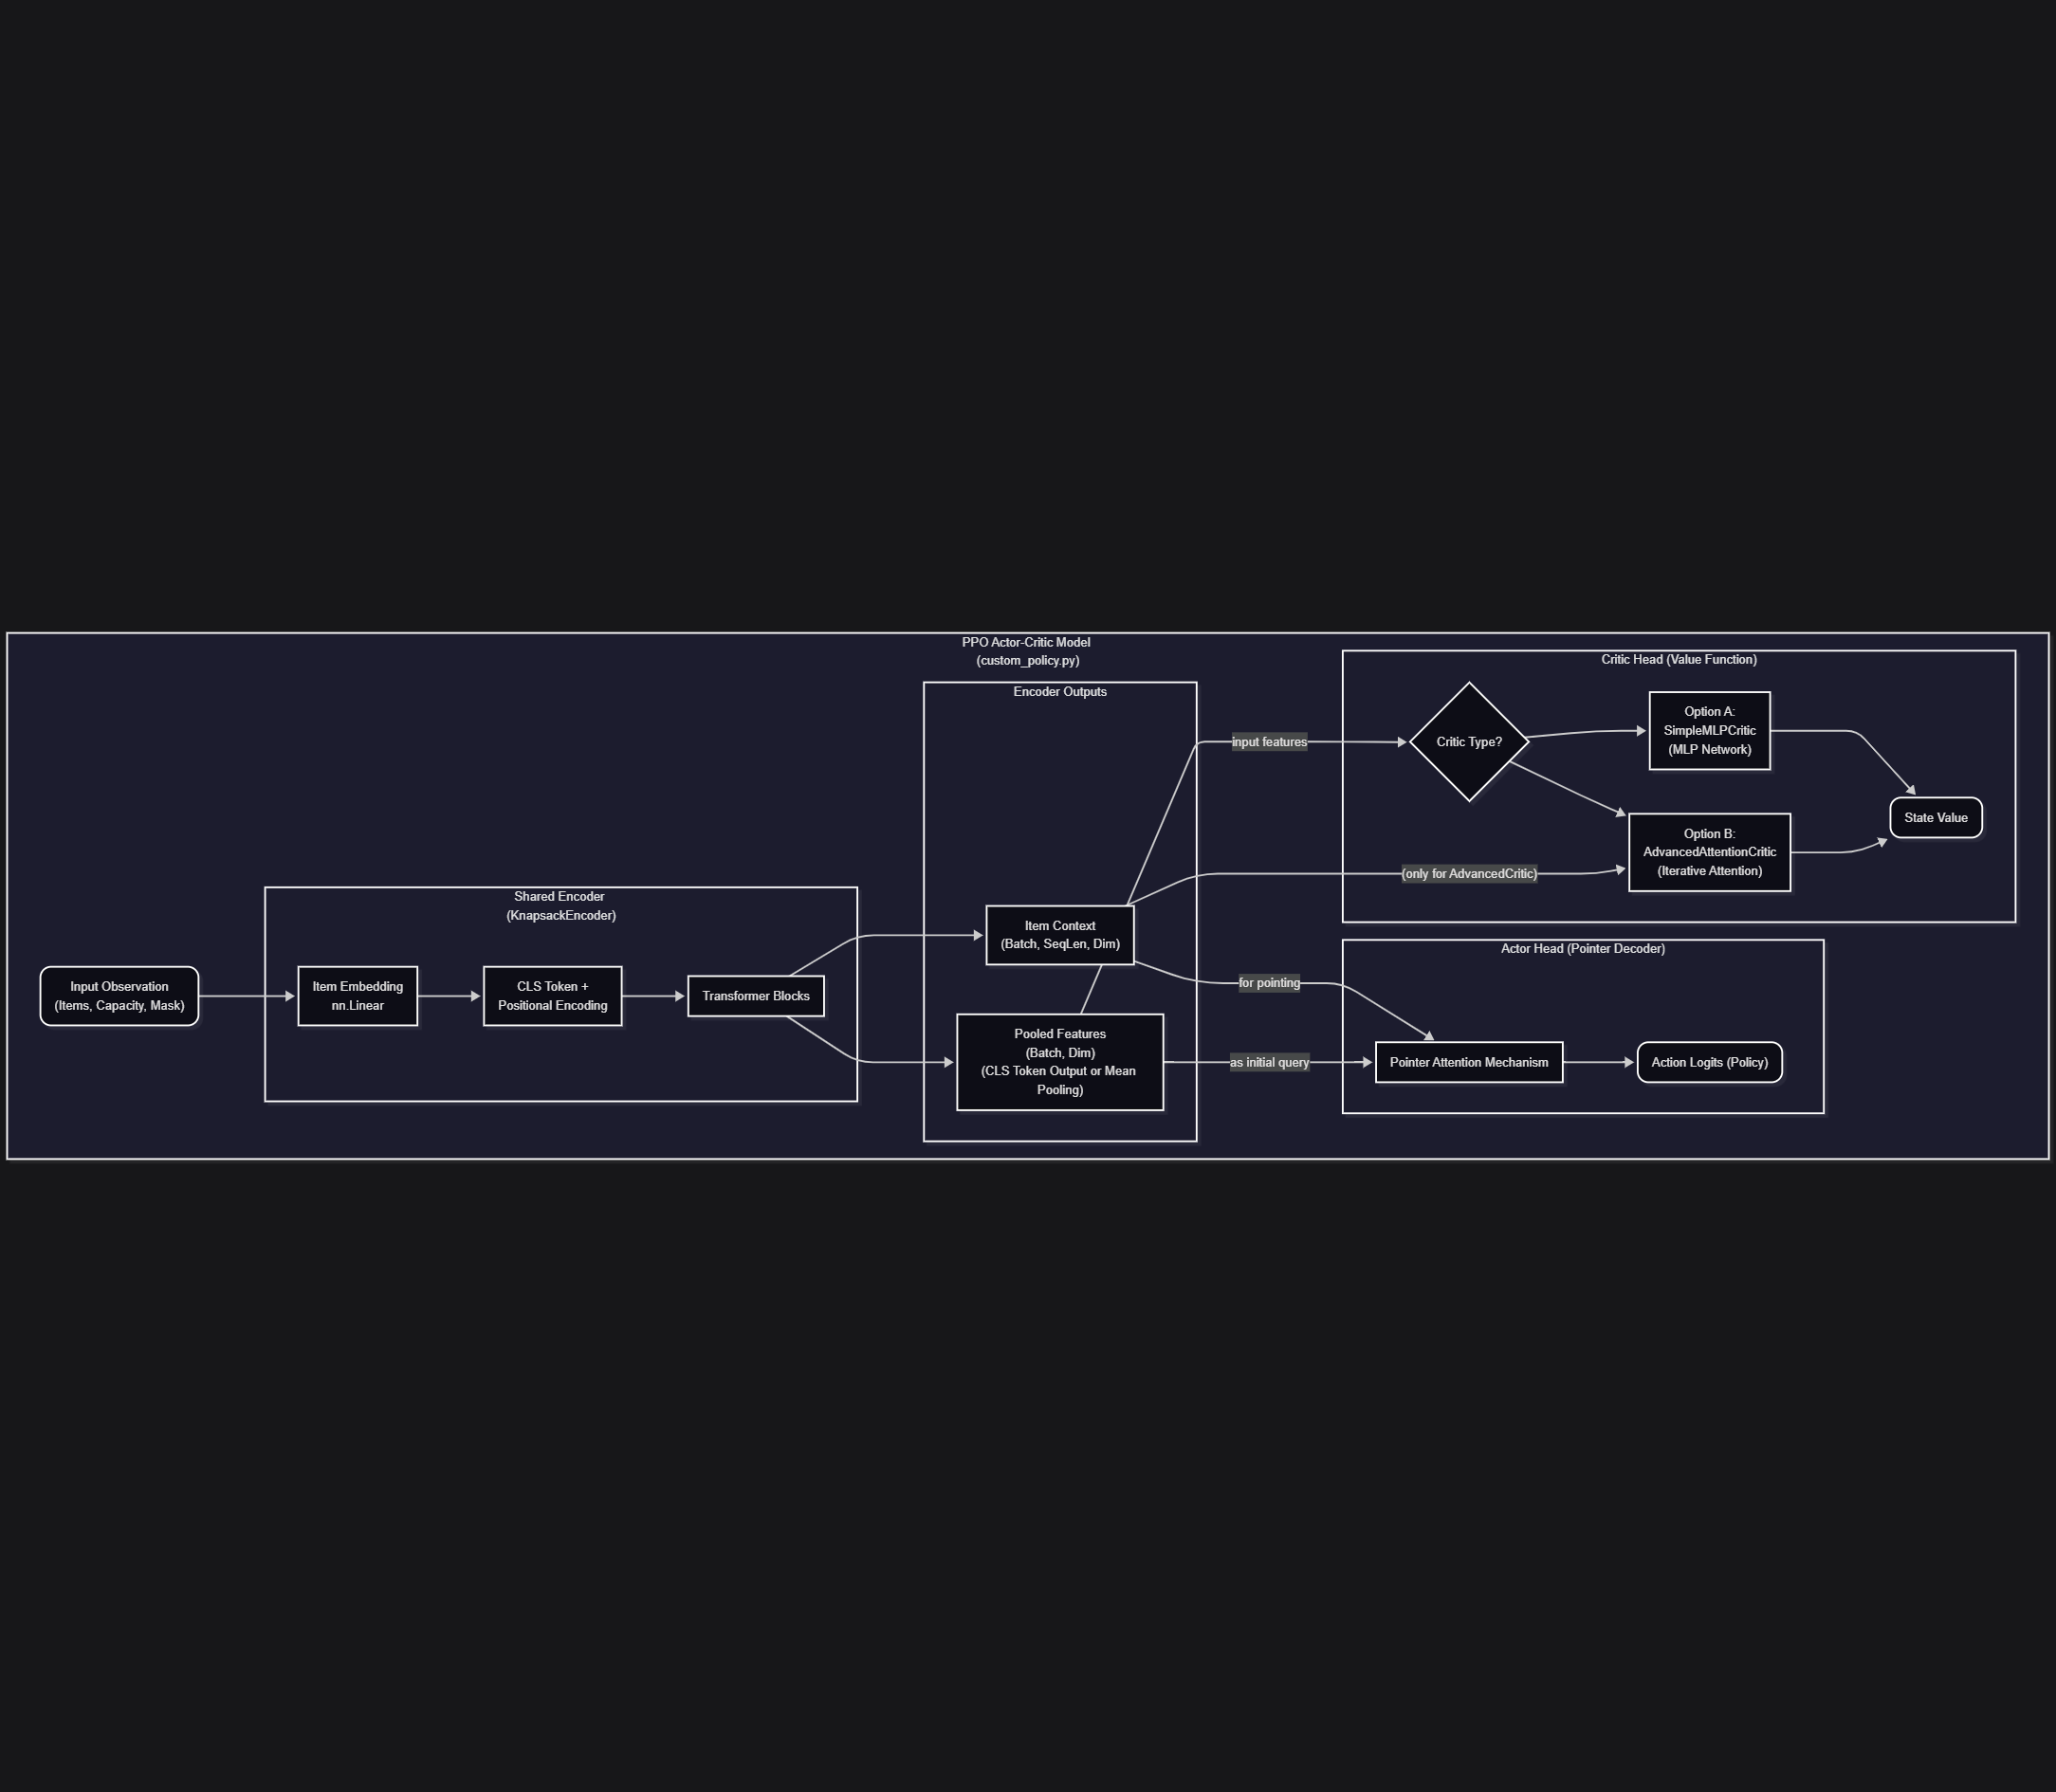 PPO Actor-Critic Model
(custom_policy.py)
Shared Encoder
(KnapsackEncoder)
Input Observation
(Items, Capacity, Mask)
Item Embedding
nn.Linear
CLS Token +
Positional Encoding
Transformer Blocks
Encoder Outputs
Item Context
(Batch, SeqLen, Dim)
Pooled Features
(Batch, Dim)
(CLS Token Output or Mean
Pooling)
input features
(only for AdvancedCritic)
for pointing
as initial query
Critic Head (Value Function)
Critic Type?
Option A:
SimpleMLPCritic
(MLP Network)
Option B:
AdvancedAttentionCritic
(Iterative Attention)
State Value
Actor Head (Pointer Decoder)
Pointer Attention Mechanism
Action Logits (Policy)